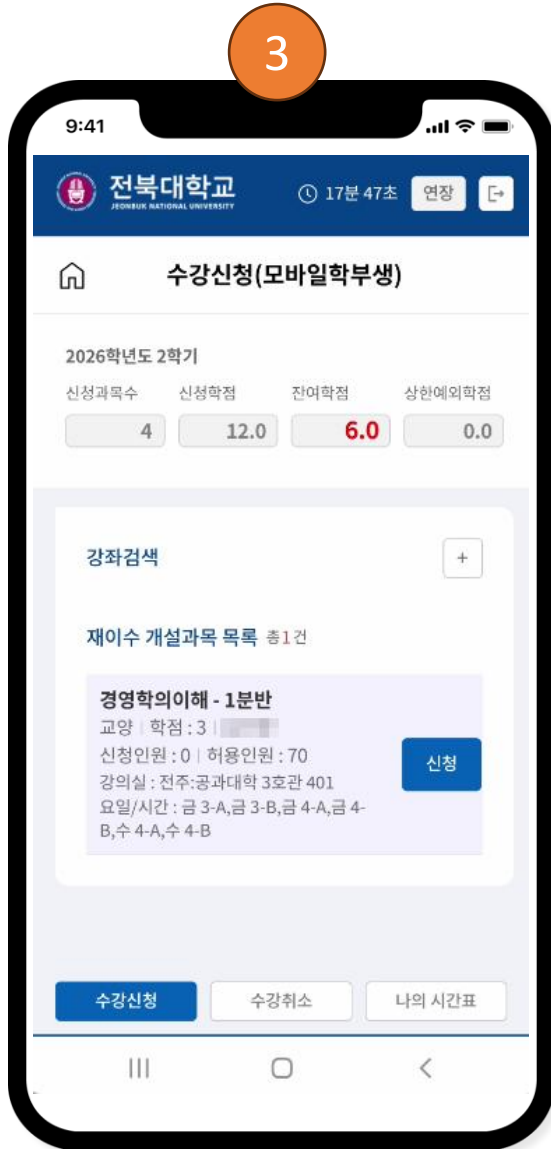 3
9:41
전북대학교
JEONBUK NATIONAL UNIVERSITY
17분 47초 연장
수강신청(모바일학부생)
2026학년도 2학기
신청과목수 신청학점 잔여학점 상한예외학점
4 12.0 6.0 0.0
강좌검색 +
재이수 개설과목 목록 총1건
경영학의이해 - 1분반
교양 | 학점 : 3 |
신청인원 : 0 | 허용인원 : 70
신청
강의실 : 전주:공과대학 3호관 401
요일/시간 : 금 3-A,금 3-B,금 4-A,금 4-
B,수 4-A,수 4-B
수강신청 수강취소 나의 시간표